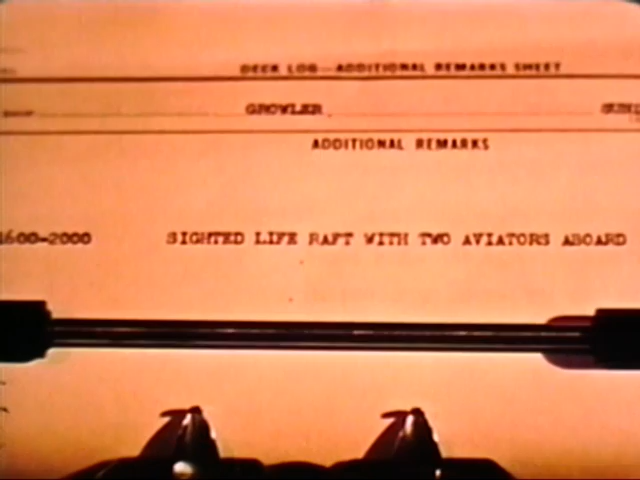 DECK LOG—ADDITIONAL REMARKS SHEET
GROWLER
ADDITIONAL REMARKS
1600-2000 SIGHTED LIFE RAFT WITH TWO AVIATORS ABOARD